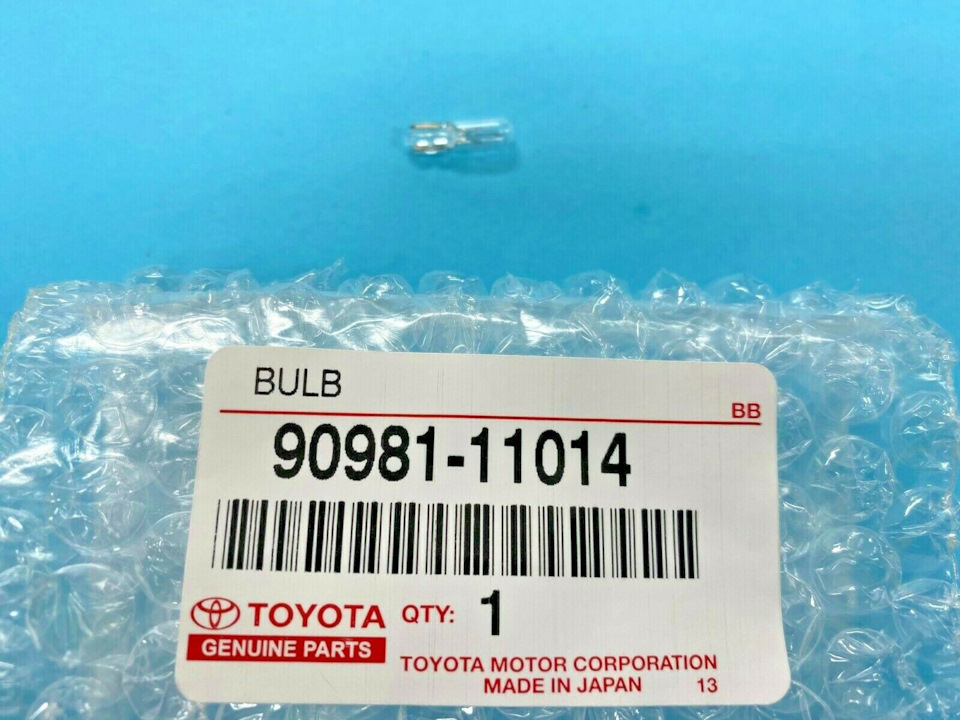 BULB
BB
90981-11014
TOYOTA QTY: 1
GENUINE PARTS
TOYOTA MOTOR CORPORATION
MADE IN JAPAN 13